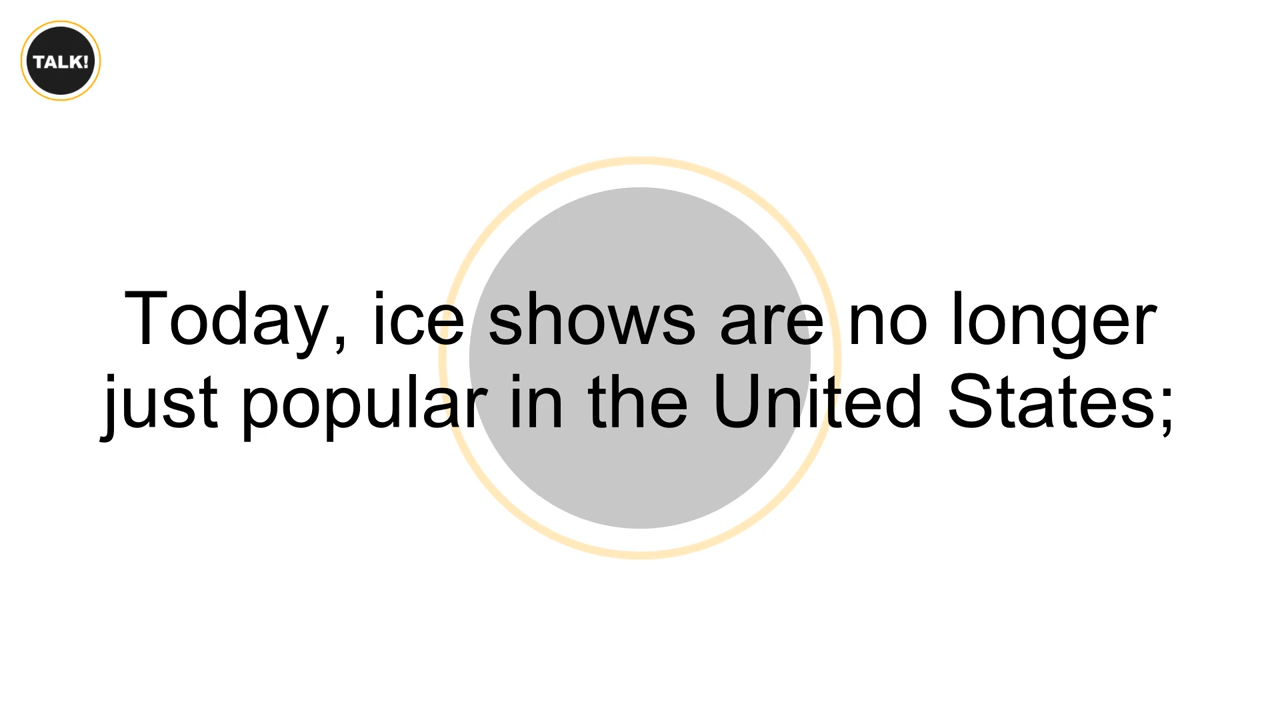 TALK!
Today, ice shows are no longer
just popular in the United States;